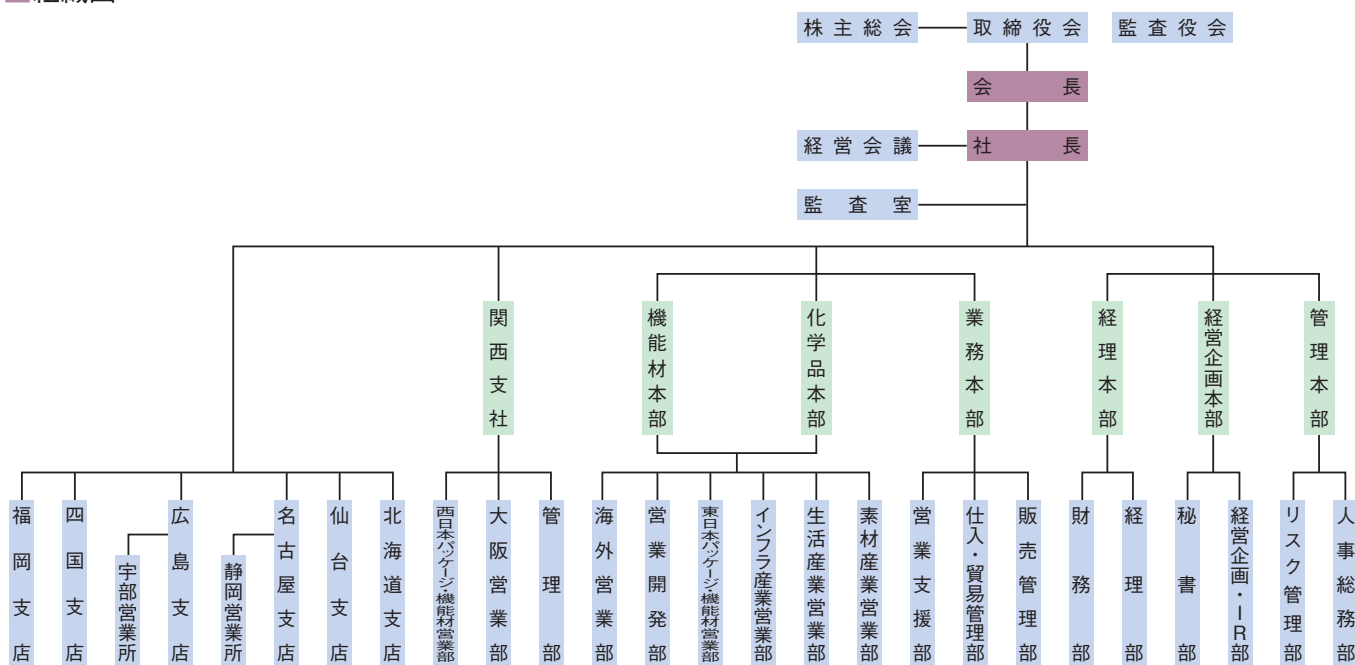 株主総会
取締役会
監査役会
会長
経営会議
社長
監査室
関西支社
機能材本部
化学品本部
業務本部
経理本部
経営企画本部
管理本部
福岡支店
四国支店
宇部営業所
広島支店
静岡営業所
名古屋支店
仙台支店
北海道支店
西日本パッケージ・機能材営業部
大阪営業部
管理部
海外営業部
営業開発部
東日本パッケージ・機能材営業部
インフラ産業営業部
生活産業営業部
素材産業営業部
営業支援部
仕入・貿易管理部
販売管理部
財務部
経理部
秘書部
経営企画・IR部
リスク管理部
人事総務部